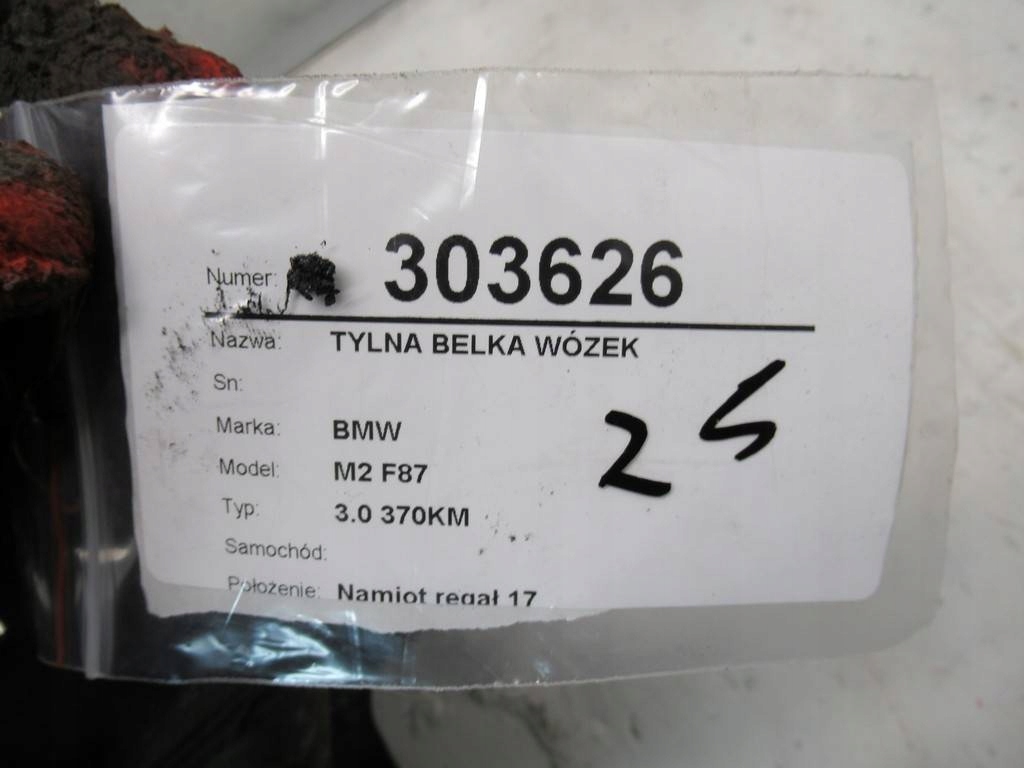 Numer: 303626
Nazwa: TYLNA BELKA WÓZEK
Sn:
Marka: BMW
Model: M2 F87
Typ: 3.0 370KM
Samochód:
Położenie: Namiot regał 17
2